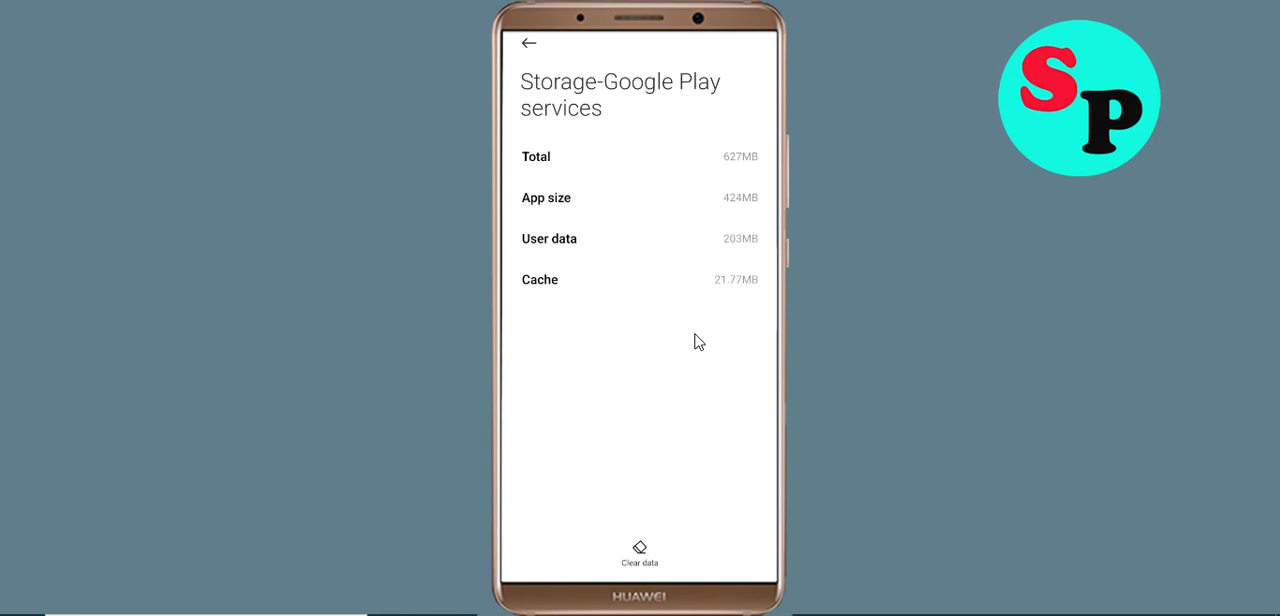 Storage-Google Play
services
Total 627MB
App size 424MB
User data 203MB
Cache 21.77MB
Clear data
HUAWEI
SP